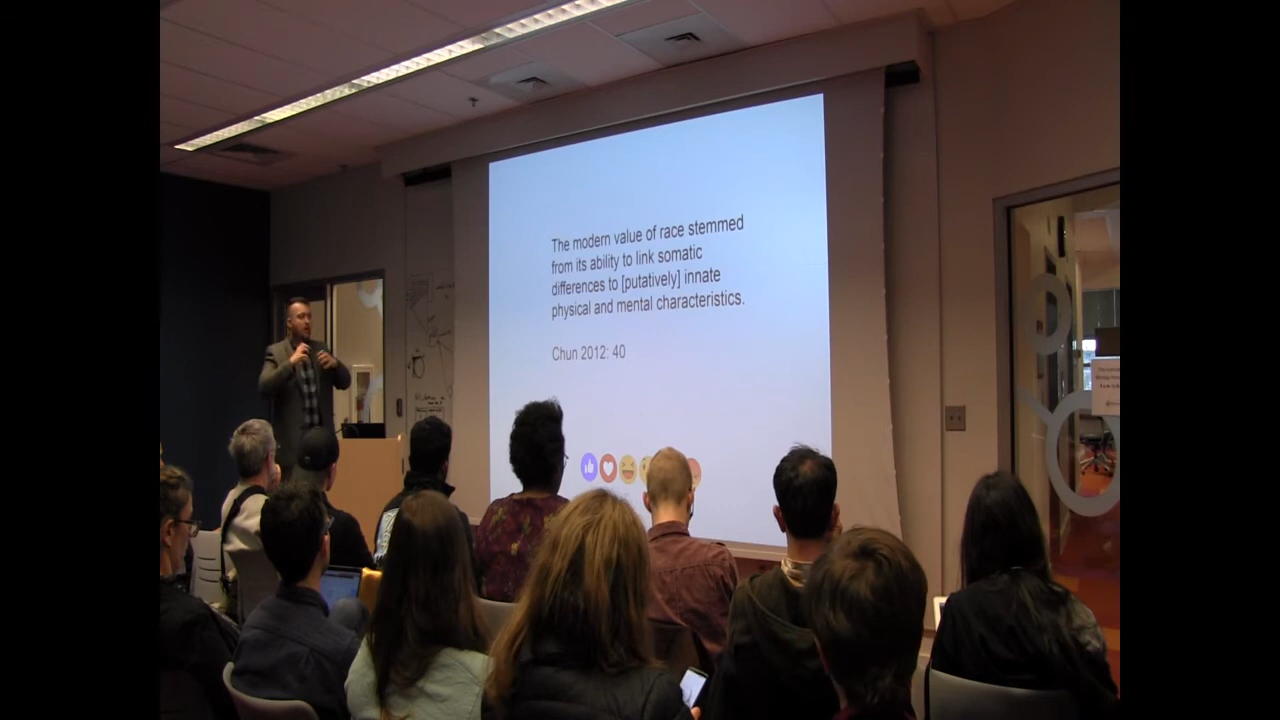 The modern value of race stemmed
from its ability to link somatic
differences to [putatively] innate
physical and mental characteristics.
Chun 2012: 40